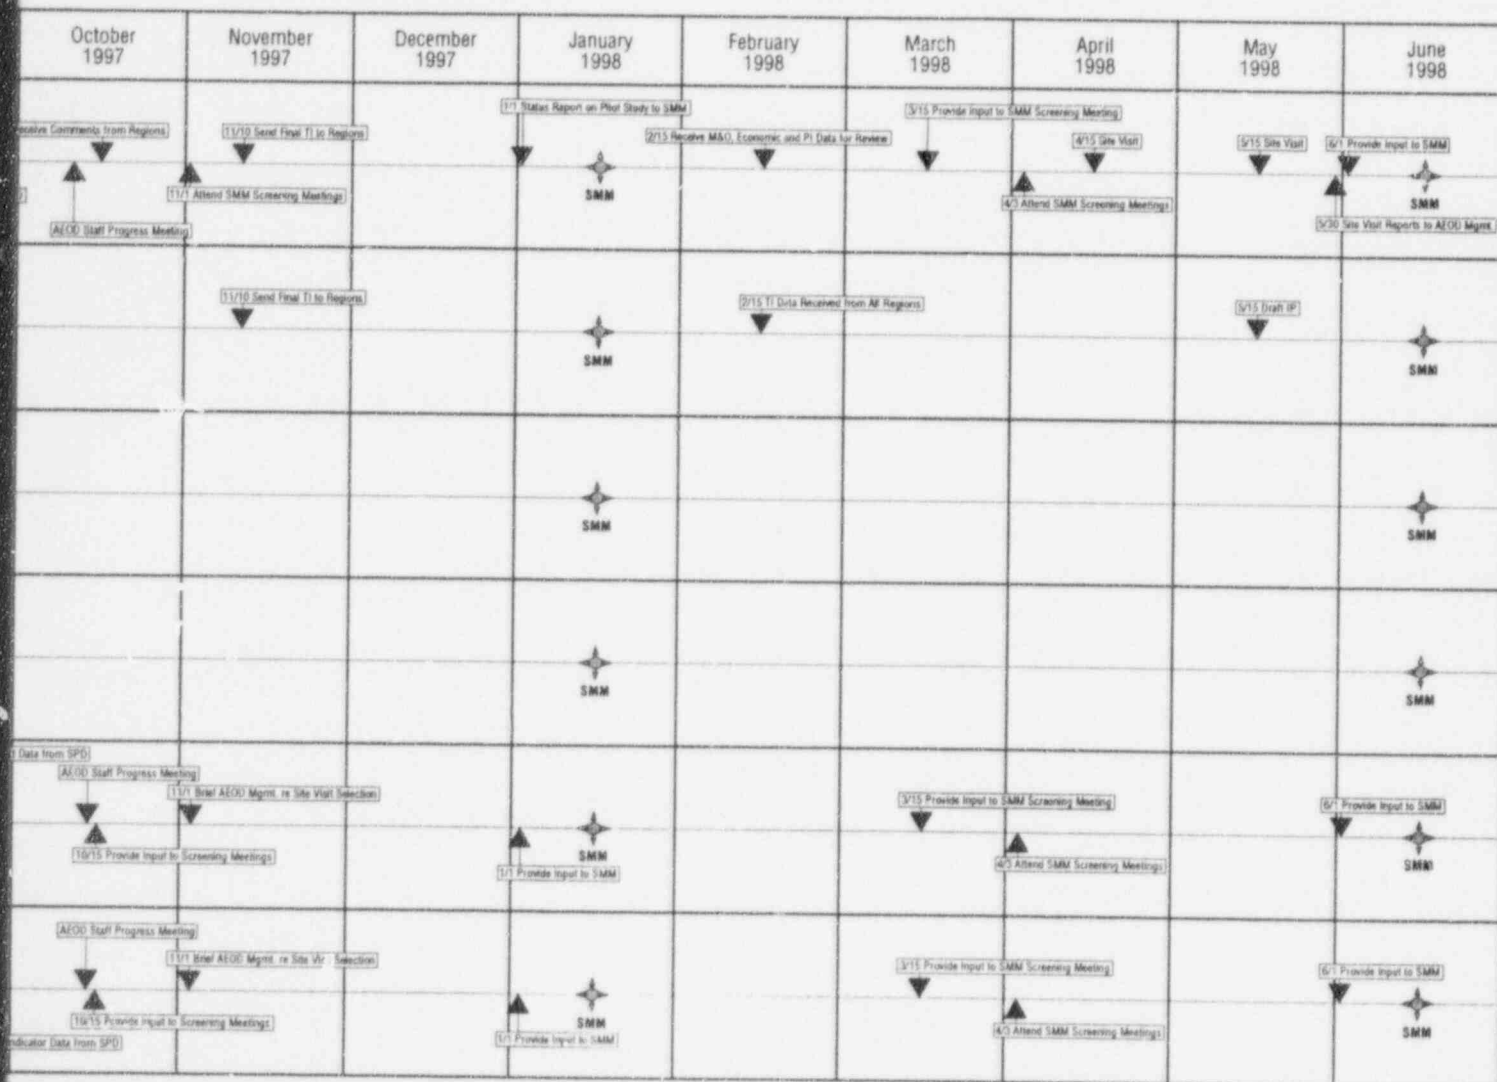 October
1997
November
1997
December
1997
January
1998
February
1998
March
1998
April
1998
May
1998
June
1998
1/1 Status Report on Pilot Study to SMM
3/15 Provide Input to SMM Screening Meeting
Comments from Regions
11/10 Send Final TI to Regions
2/15 Receive M&O, Economic and PI Data for Review
4/15 Site Visit
5/15 Site Visit
6/1 Provide Input to SMM
11/1 Attend SMM Screening Meetings
SMM
4/3 Attend SMM Screening Meetings
SMM
AEOD Staff Progress Meeting
5/30 Site Visit Reports to AEOD Mgmt.
11/10 Send Final TI to Regions
2/15 TI Data Received from All Regions
5/15 Draft IP
SMM
SMM
SMM
SMM
SMM
SMM
Data from SPD
AEOD Staff Progress Meeting
11/1 Brief AEOD Mgmt. re Site Visit Selection
3/15 Provide Input to SMM Screening Meeting
6/1 Provide Input to SMM
10/15 Provide Input to Screening Meetings
SMM
4/3 Attend SMM Screening Meetings
SMM
1/1 Provide Input to SMM
AEOD Staff Progress Meeting
11/1 Brief AEOD Mgmt. re Site Selection
3/15 Provide Input to SMM Screening Meeting
6/1 Provide Input to SMM
10/15 Provide Input to Screening Meetings
SMM
4/3 Attend SMM Screening Meetings
SMM
1/1 Provide Input to SMM
ndicator Data from SPD